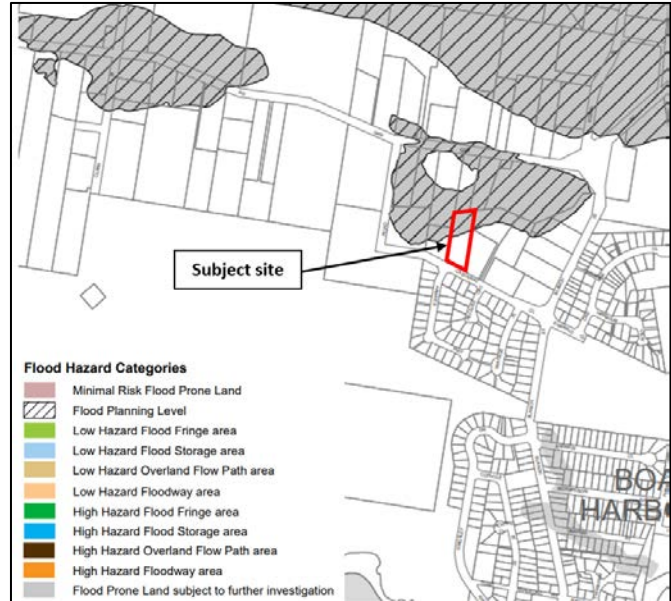 Subject site
BOA
HARBO
Flood Hazard Categories
Minimal Risk Flood Prone Land
Flood Planning Level
Low Hazard Flood Fringe area
Low Hazard Flood Storage area
Low Hazard Overland Flow Path area
Low Hazard Floodway area
High Hazard Flood Fringe area
High Hazard Flood Storage area
High Hazard Overland Flow Path area
High Hazard Floodway area
Flood Prone Land subject to further investigation